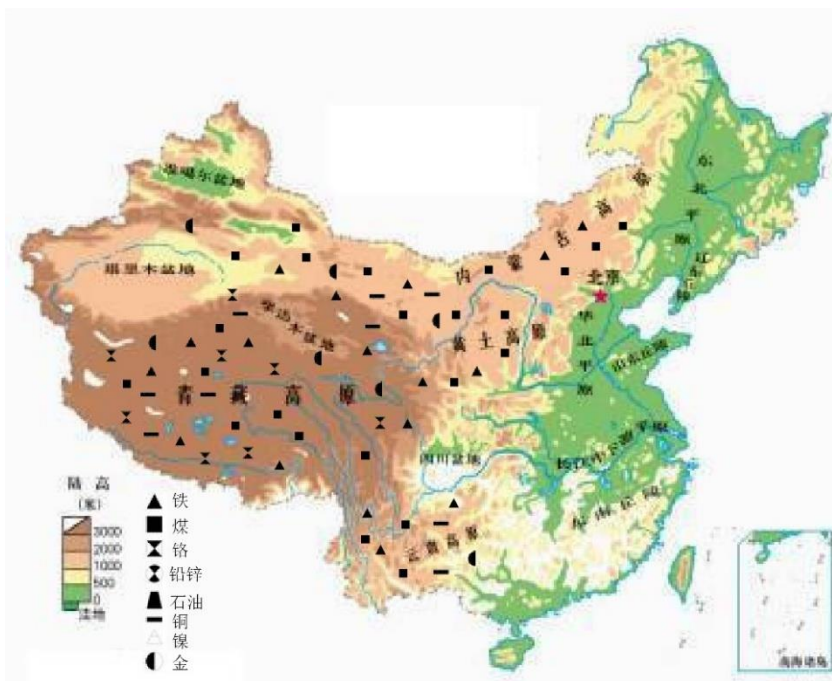 准噶尔盆地
塔里木盆地
柴达木盆地
青藏高原
内蒙古高原
黄土高原
东北平原
辽东
北京
华北平原
山东丘陵
四川盆地
长江中下游平原
东南丘陵
云贵高原
陆高
(米)
3000
2000
1000
500
0
洼地
铁
煤
铬
铅锌
石油
铜
镍
金
南海诸岛